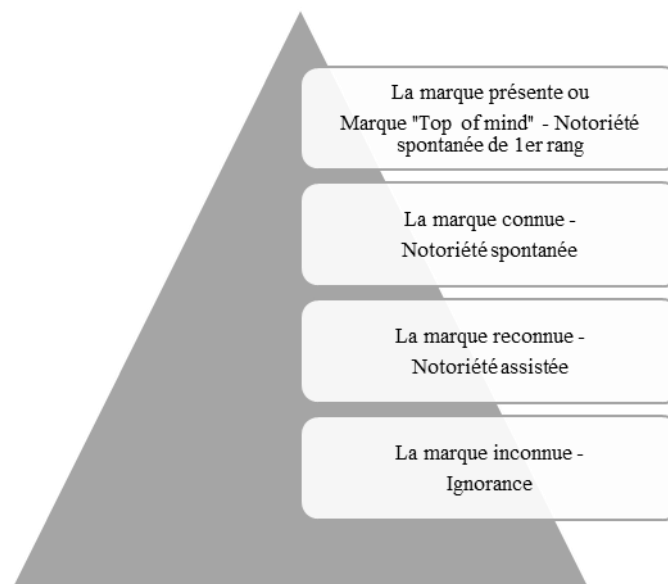 La marque présente ou
Marque "Top of mind" - Notoriété
spontanée de 1er rang
La marque connue -
Notoriété spontanée
La marque reconnue -
Notoriété assistée
La marque inconnue -
Ignorance